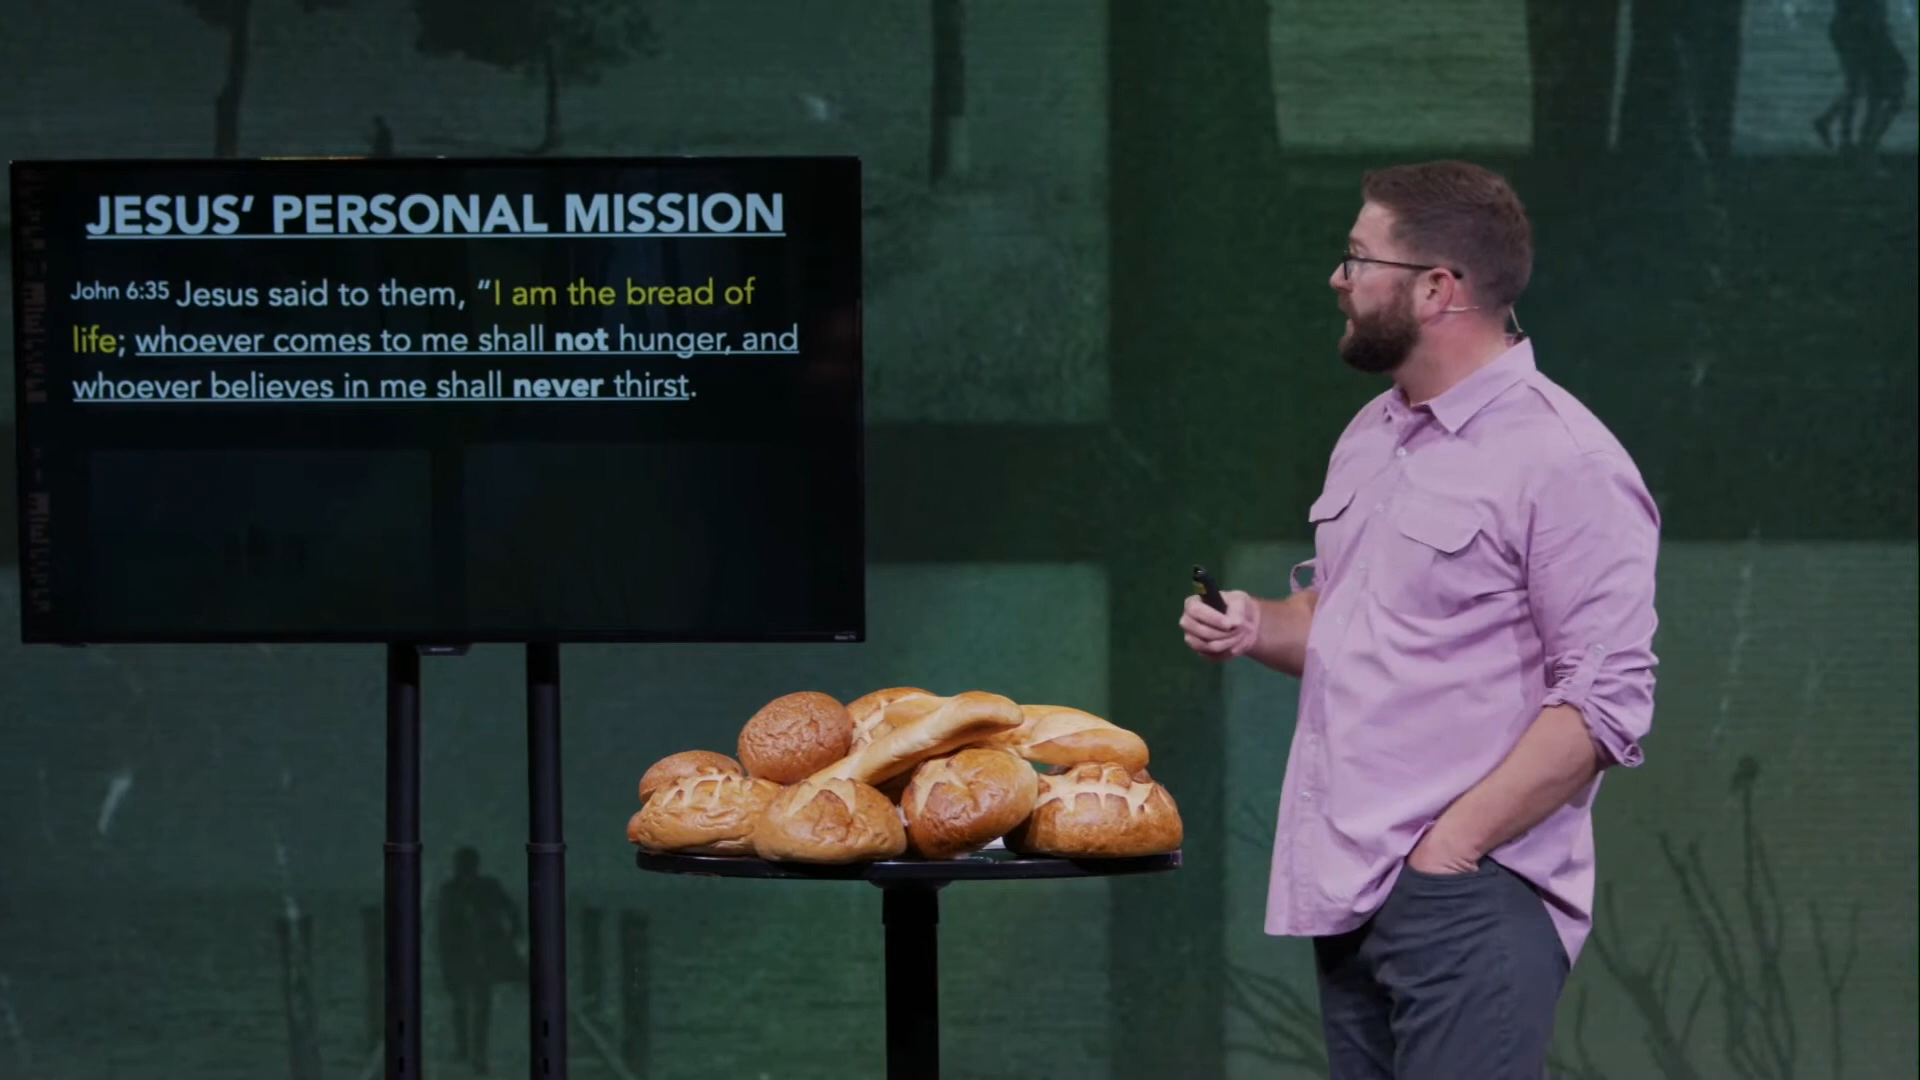 JESUS’ PERSONAL MISSION
John 6:35 Jesus said to them, “I am the bread of
life; whoever comes to me shall not hunger, and
whoever believes in me shall never thirst.